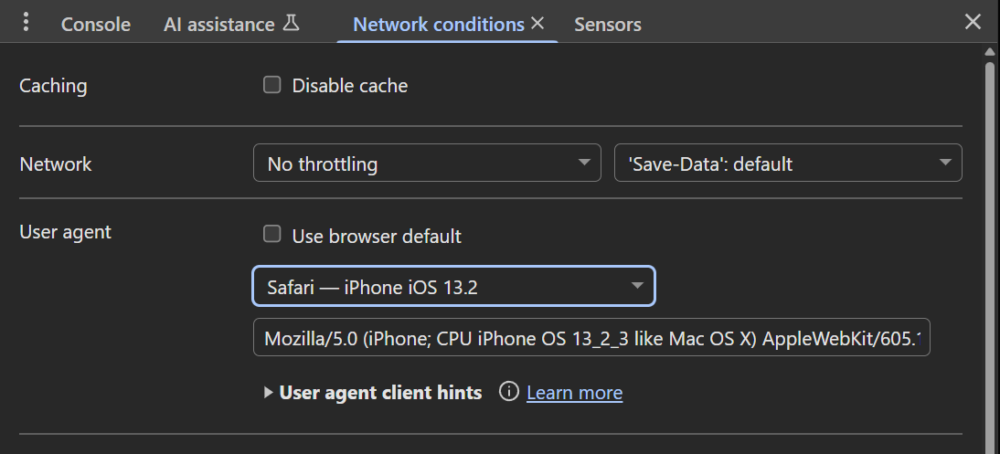 Console AI assistance Network conditions Sensors
Caching Disable cache
Network No throttling 'Save-Data': default
User agent Use browser default
Safari — iPhone iOS 13.2
Mozilla/5.0 (iPhone; CPU iPhone OS 13_2_3 like Mac OS X) AppleWebKit/605.1
User agent client hints Learn more